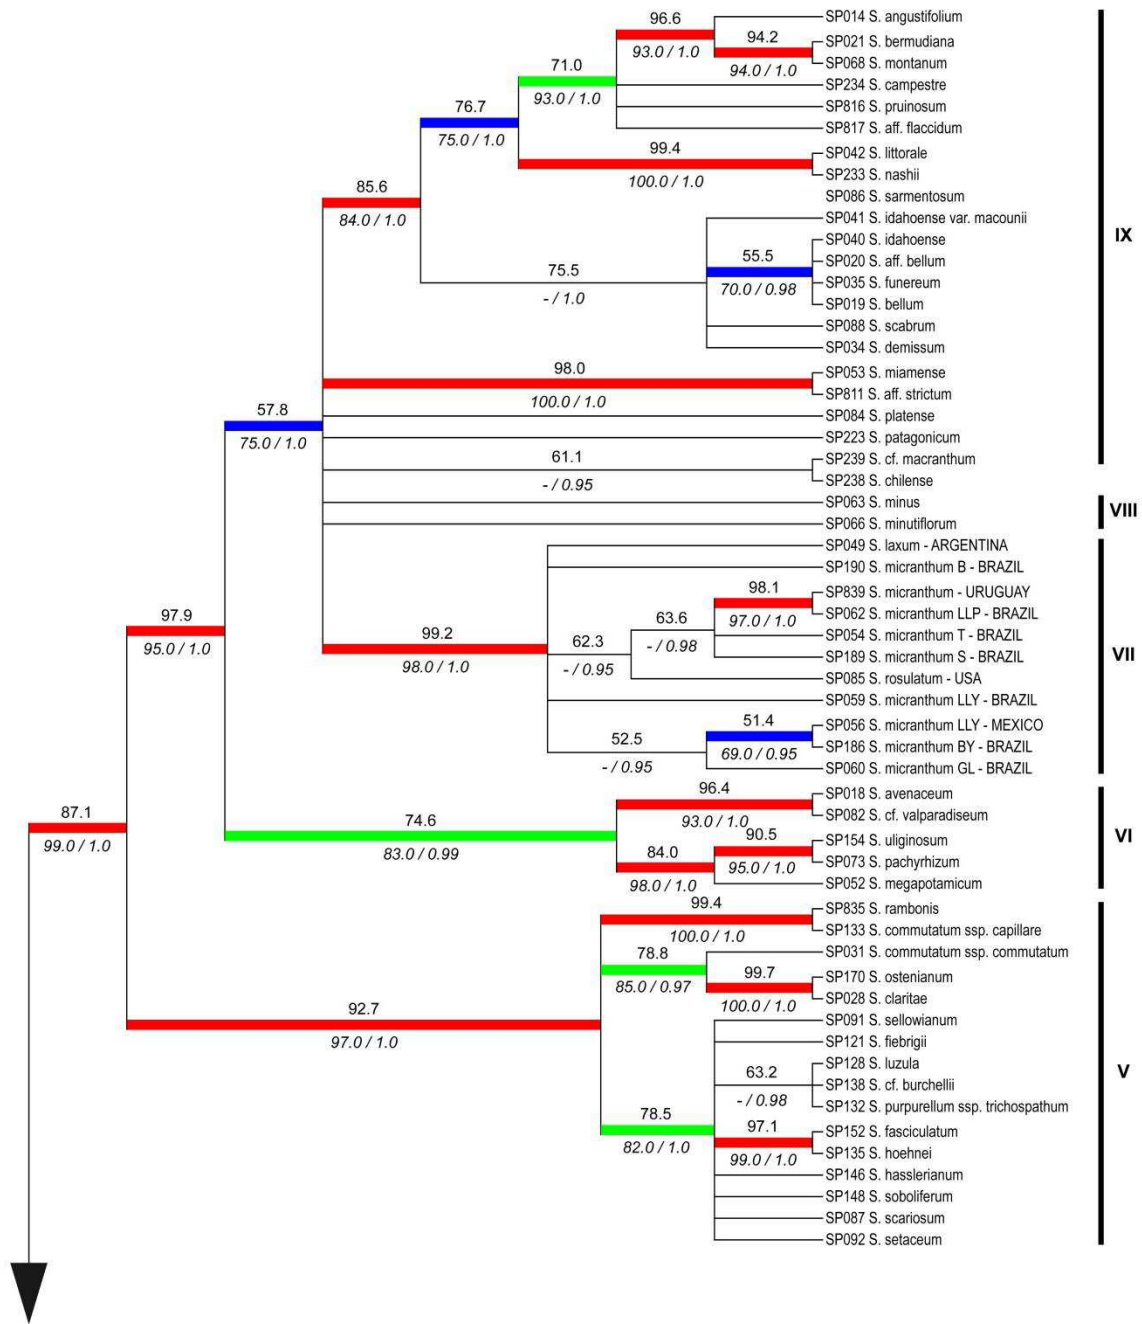 96.6
SP014 S. angustifolium
93.0 / 1.0
94.2
SP021 S. bermudiana
94.0 / 1.0
SP068 S. montanum
71.0
93.0 / 1.0
SP234 S. campestre
76.7
75.0 / 1.0
SP816 S. pruinosum
SP817 S. aff. flaccidum
99.4
SP042 S. littorale
100.0 / 1.0
SP233 S. nashii
85.6
84.0 / 1.0
SP086 S. sarmentosum
SP041 S. idahoense var. macounii
IX
SP040 S. idahoense
55.5
SP020 S. aff. bellum
75.5
- / 1.0
70.0 / 0.98
SP035 S. funereum
SP019 S. bellum
SP088 S. scabrum
SP034 S. demissum
98.0
SP053 S. miamense
100.0 / 1.0
SP811 S. aff. strictum
57.8
75.0 / 1.0
SP084 S. platense
SP223 S. patagonicum
61.1
SP239 S. cf. macranthum
- / 0.95
SP238 S. chilense
SP063 S. minus
VIII
SP066 S. minutiflorum
SP049 S. laxum - ARGENTINA
SP190 S. micranthum B - BRAZIL
98.1
SP839 S. micranthum - URUGUAY
97.0 / 1.0
SP062 S. micranthum LLP - BRAZIL
97.9
95.0 / 1.0
99.2
98.0 / 1.0
62.3
- / 0.95
63.6
- / 0.98
SP054 S. micranthum T - BRAZIL
SP189 S. micranthum S - BRAZIL
VII
SP085 S. rosulatum - USA
SP059 S. micranthum LLY - BRAZIL
51.4
SP056 S. micranthum LLY - MEXICO
52.5
- / 0.95
69.0 / 0.95
SP186 S. micranthum BY - BRAZIL
SP060 S. micranthum GL - BRAZIL
96.4
SP018 S. avenaceum
93.0 / 1.0
SP082 S. cf. valparadiseum
87.1
99.0 / 1.0
74.6
83.0 / 0.99
90.5
SP154 S. uliginosum
VI
84.0
98.0 / 1.0
95.0 / 1.0
SP073 S. pachyrhizum
SP052 S. megapotamicum
99.4
SP835 S. rambonis
100.0 / 1.0
SP133 S. commutatum ssp. capillare
78.8
85.0 / 0.97
SP031 S. commutatum ssp. commutatum
99.7
SP170 S. ostenianum
100.0 / 1.0
SP028 S. claritae
92.7
97.0 / 1.0
SP091 S. sellowianum
SP121 S. fiebrigii
SP128 S. luzula
V
63.2
- / 0.98
SP138 S. cf. burchellii
SP132 S. purpurellum ssp. trichospathum
78.5
82.0 / 1.0
97.1
SP152 S. fasciculatum
99.0 / 1.0
SP135 S. hoehnei
SP146 S. hasslerianum
SP148 S. soboliferum
SP087 S. scariosum
SP092 S. setaceum